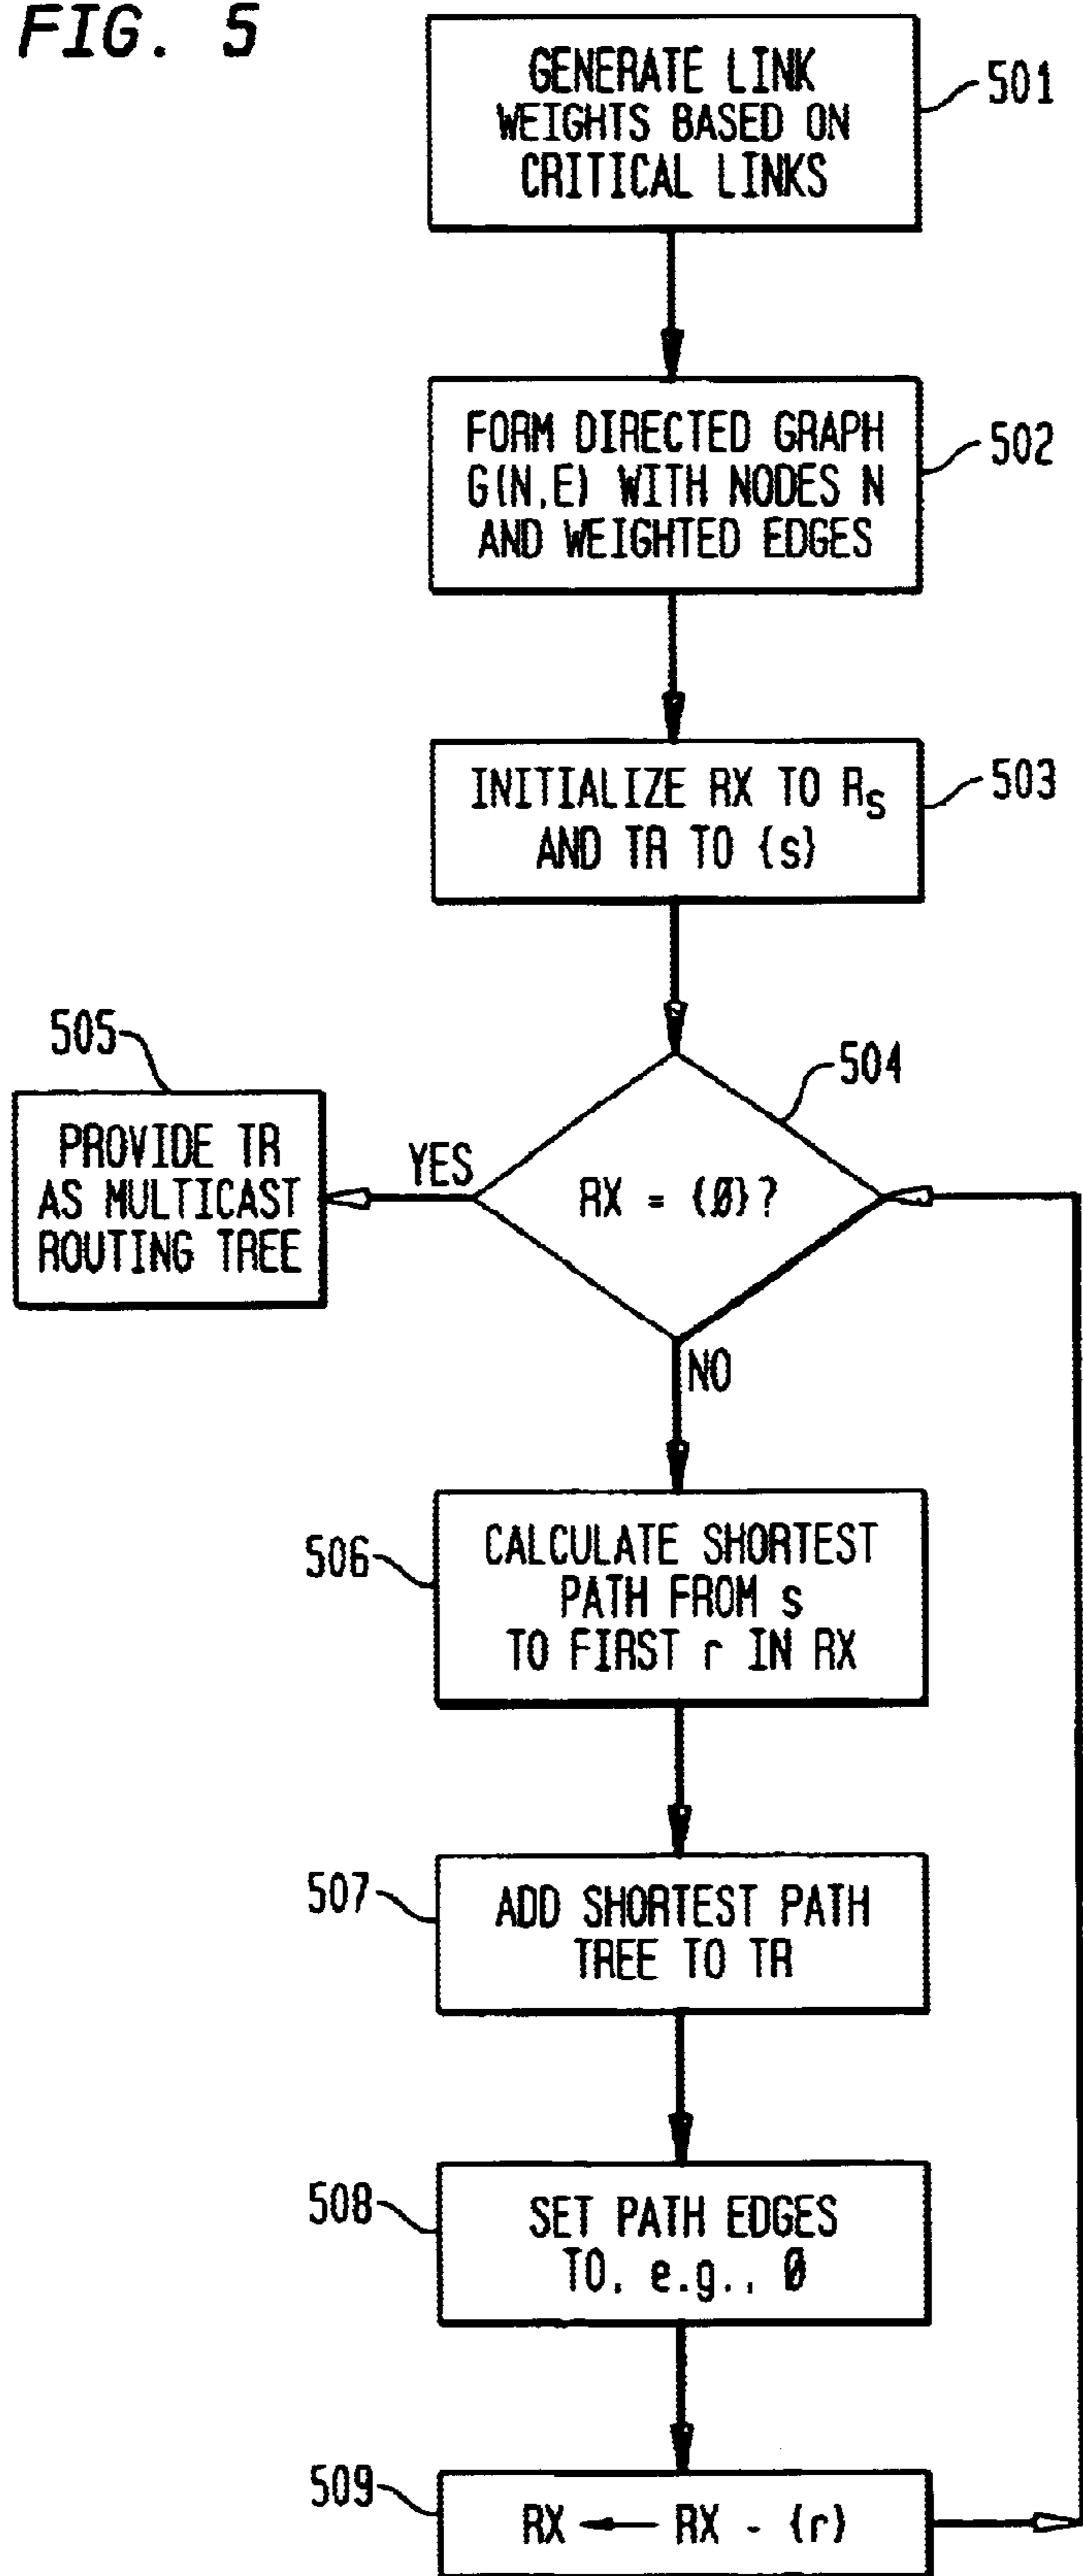 FIG. 5
GENERATE LINK
WEIGHTS BASED ON
CRITICAL LINKS
501
FORM DIRECTED GRAPH
G(N,E) WITH NODES N
AND WEIGHTED EDGES
502
INITIALIZE RX TO RS
AND TR TO {s}
503
504
RX = {Ø}?
YES
505
PROVIDE TR
AS MULTICAST
ROUTING TREE
NO
506
CALCULATE SHORTEST
PATH FROM s
TO FIRST r IN RX
507
ADD SHORTEST PATH
TREE TO TR
508
SET PATH EDGES
TO, e.g., Ø
509
RX ← RX - {r}